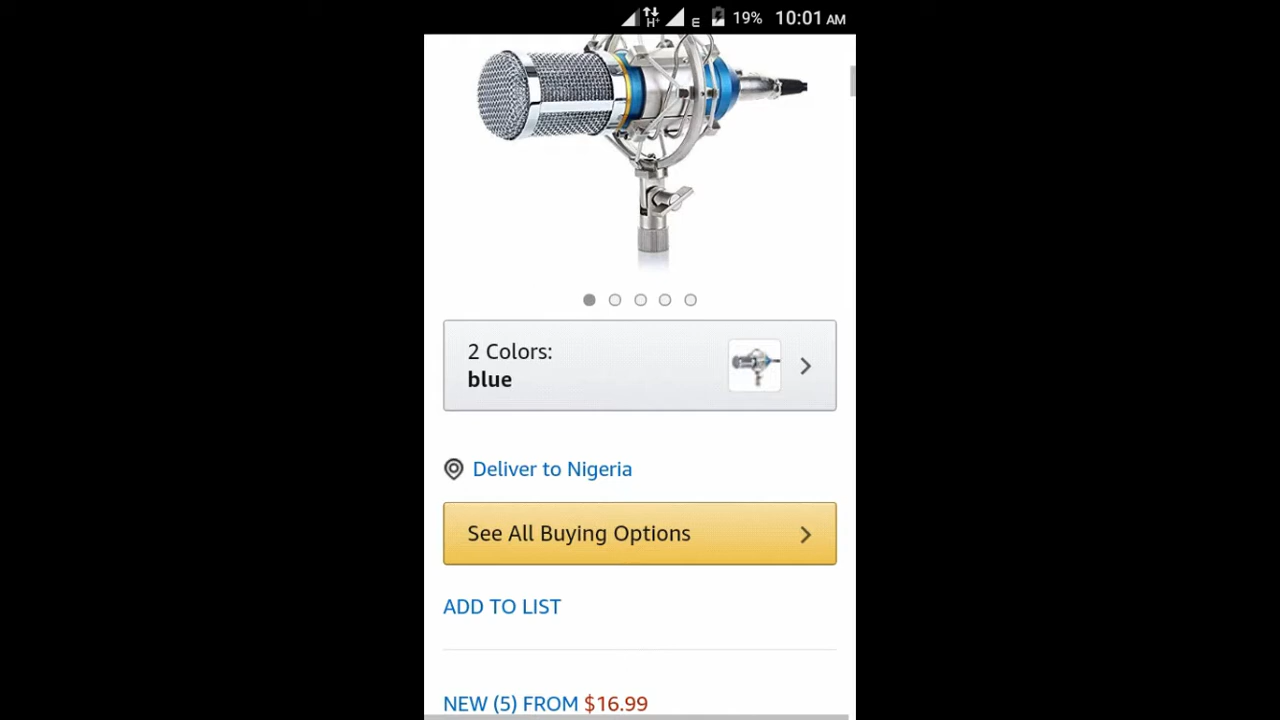 H+ E 19% 10:01 AM
2 Colors:
blue
Deliver to Nigeria
See All Buying Options
ADD TO LIST
NEW (5) FROM $16.99